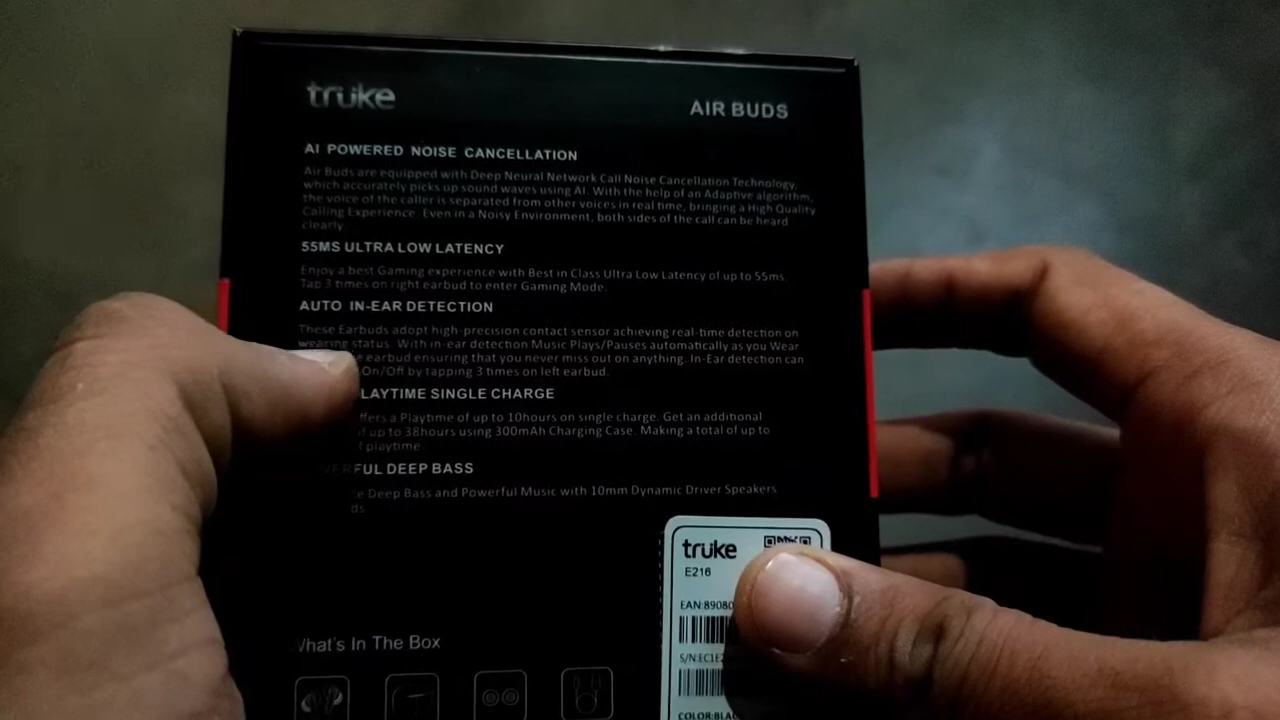 truke
AIR BUDS
AI POWERED NOISE CANCELLATION
Air Buds are equipped with Deep Neural Network Call Noise Cancellation Technology,
which accurately picks up sound waves using AI. With the help of an Adaptive algorithm,
the voice of the caller is separated from other voices in real time, bringing a High Quality
Calling Experience. Even in a Noisy Environment, both sides of the call can be heard
clearly.
55MS ULTRA LOW LATENCY
Enjoy a best Gaming experience with Best in Class Ultra Low Latency of up to 55ms.
Tap 3 times on right earbud to enter Gaming Mode.
AUTO IN-EAR DETECTION
These Earbuds adopt high-precision contact sensor achieving real-time detection on
wearing status. With in-ear detection Music Plays/Pauses automatically as you Wear
earbud ensuring that you never miss out on anything. In-Ear detection can
On/Off by tapping 3 times on left earbud.
SINGLE CHARGE
a Playtime of up to 10hours on single charge. Get an additional
up to 38hours using 300mAh Charging Case. Making a total of up to
playtime.
DEEP BASS
Deep Bass and Powerful Music with 10mm Dynamic Driver Speakers
What's In The Box
truke
E216
EAN:89080
S/N:EC1E2
COLOR:BLAC